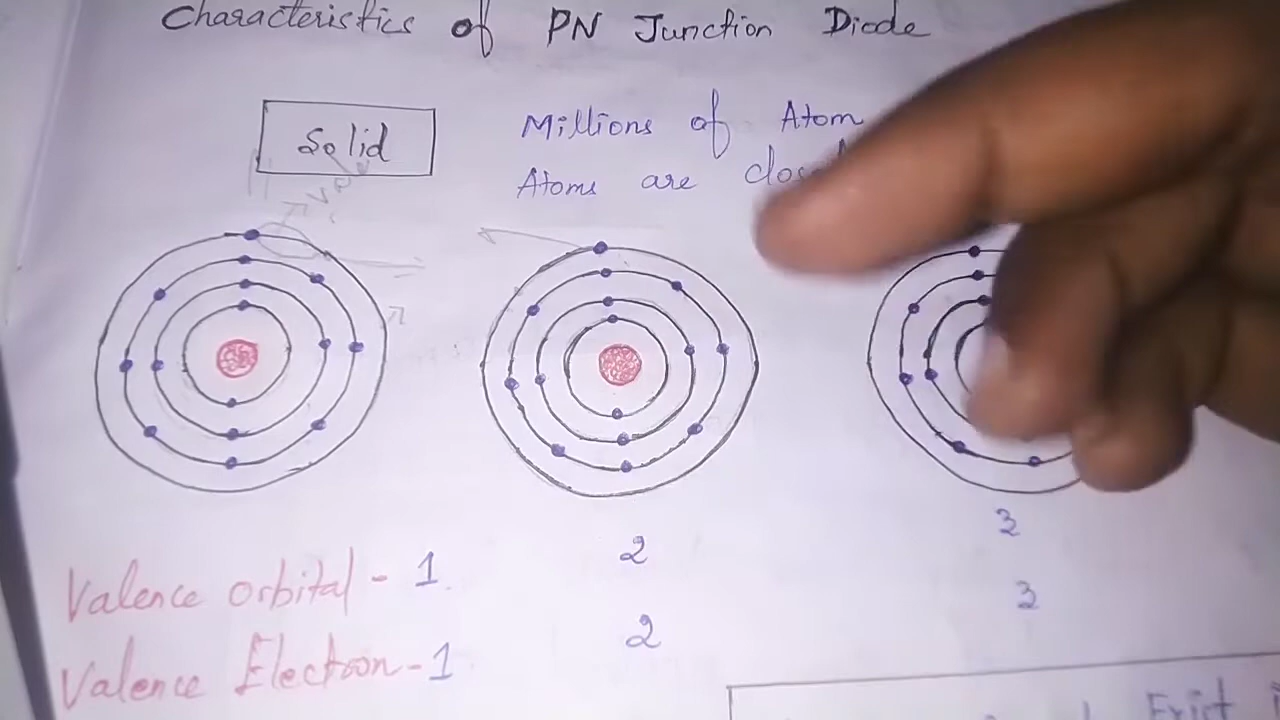 Characteristics of PN Junction Diode
Solid
Millions of Atom
Atoms are
Vale
Valence orbital - 1
2
3
Valence Electron - 1
2
3
Exist